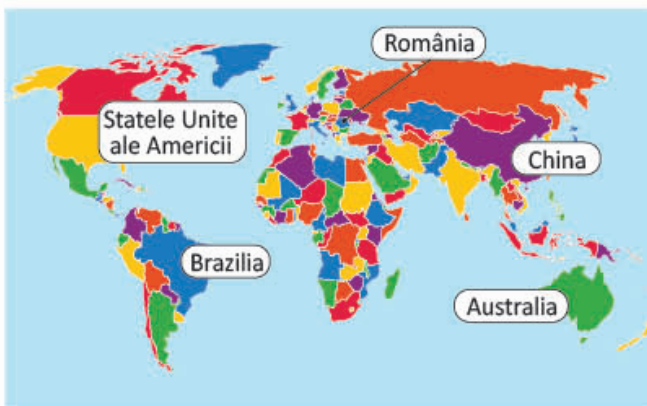 România
Statele Unite
ale Americii
China
Brazilia
Australia